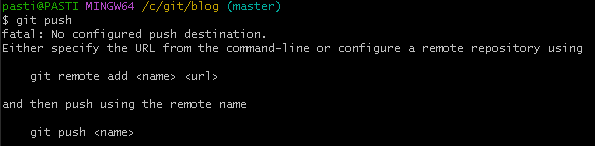 pasti@PASTI MINGW64 /c/git/blog (master)
$ git push
fatal: No configured push destination.
Either specify the URL from the command-line or configure a remote repository using

    git remote add <name> <url>

and then push using the remote name

    git push <name>